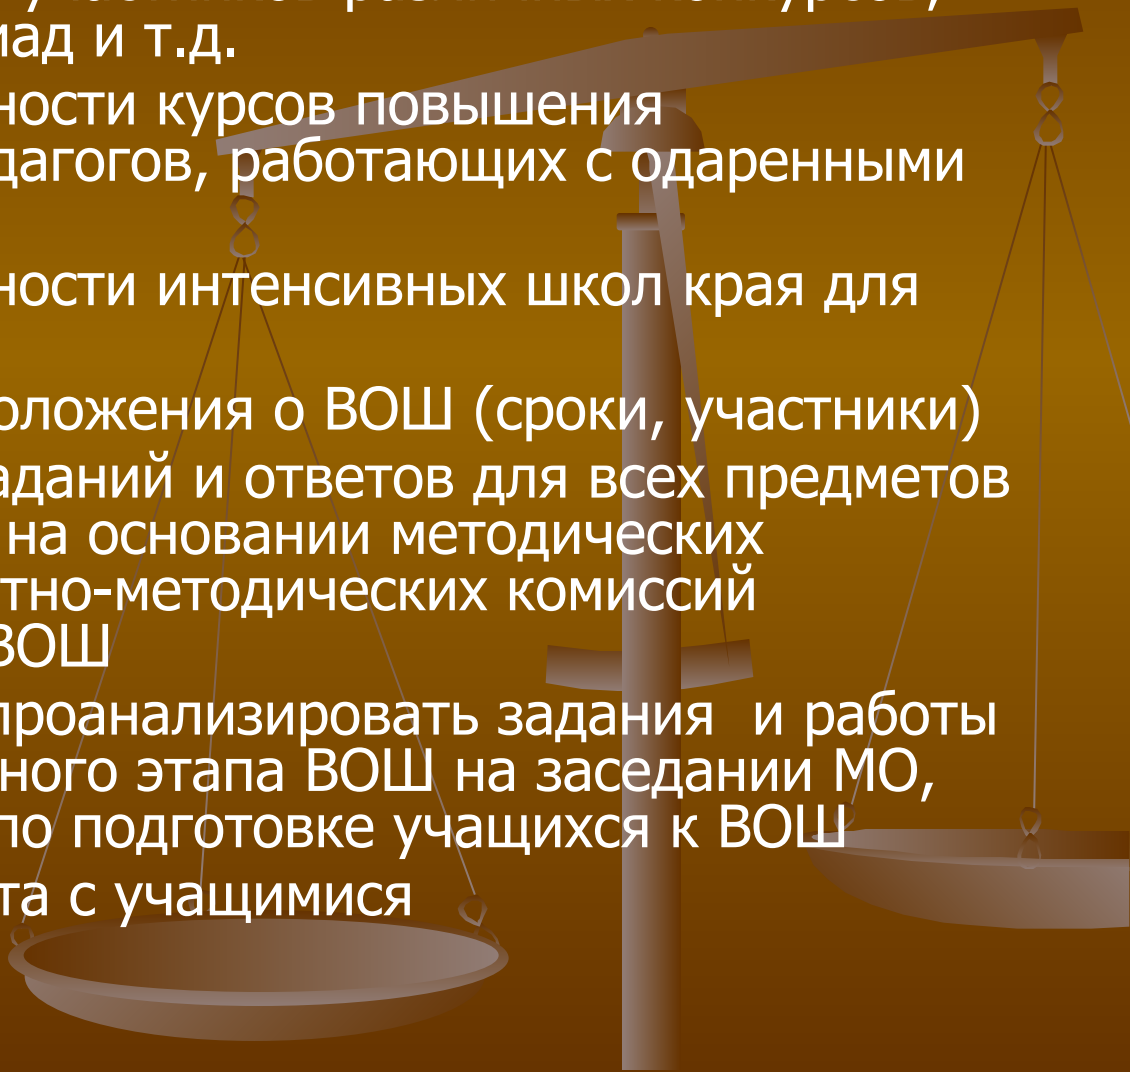 иад и т.д.
ности курсов повышения
дагогов, работающих с одаренными
ности интенсивных школ края для
оложения о ВОШ (сроки, участники)
аданий и ответов для всех предметов
на основании методических
тно-методических комиссий
ВОШ
проанализировать задания и работы
ного этапа ВОШ на заседании МО,
по подготовке учащихся к ВОШ
та с учащимися